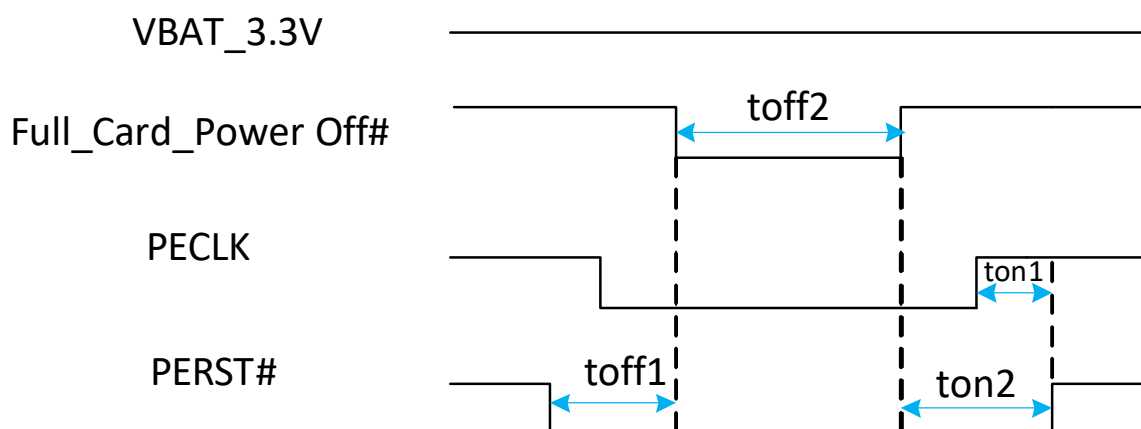 VBAT_3.3V
Full_Card_Power Off#
toff2
PECLK
ton1
PERST#
toff1
ton2